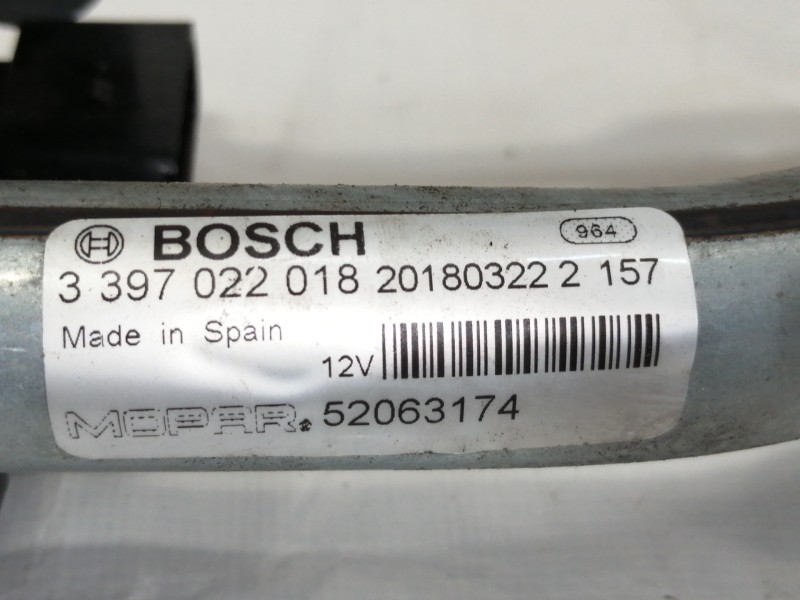 BOSCH 964
3 397 022 018 20180322 2 157
Made in Spain
12V
MOPAR. 52063174